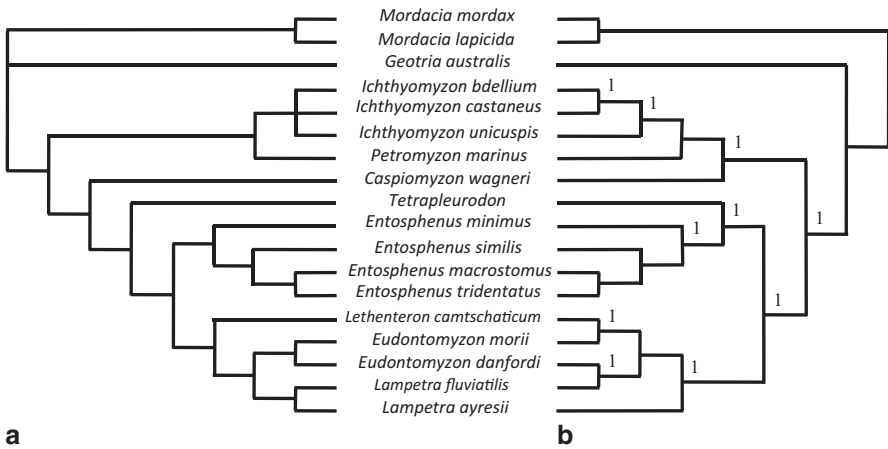 Mordacia mordax
Mordacia lapicida
Geotria australis
Ichthyomyzon bdellium
1
Ichthyomyzon castaneus
1
Ichthyomyzon unicuspis
1
Petromyzon marinus
Caspiomyzon wagneri
Tetrapleurodon
1
1
Entosphenus minimus
1
Entosphenus similis
Entosphenus macrostomus
1
Entosphenus tridentatus
Lethenteron camtschaticum
1
Eudontomyzon morii
Eudontomyzon danfordi
1
1
Lampetra fluviatilis
Lampetra ayresii
a
b